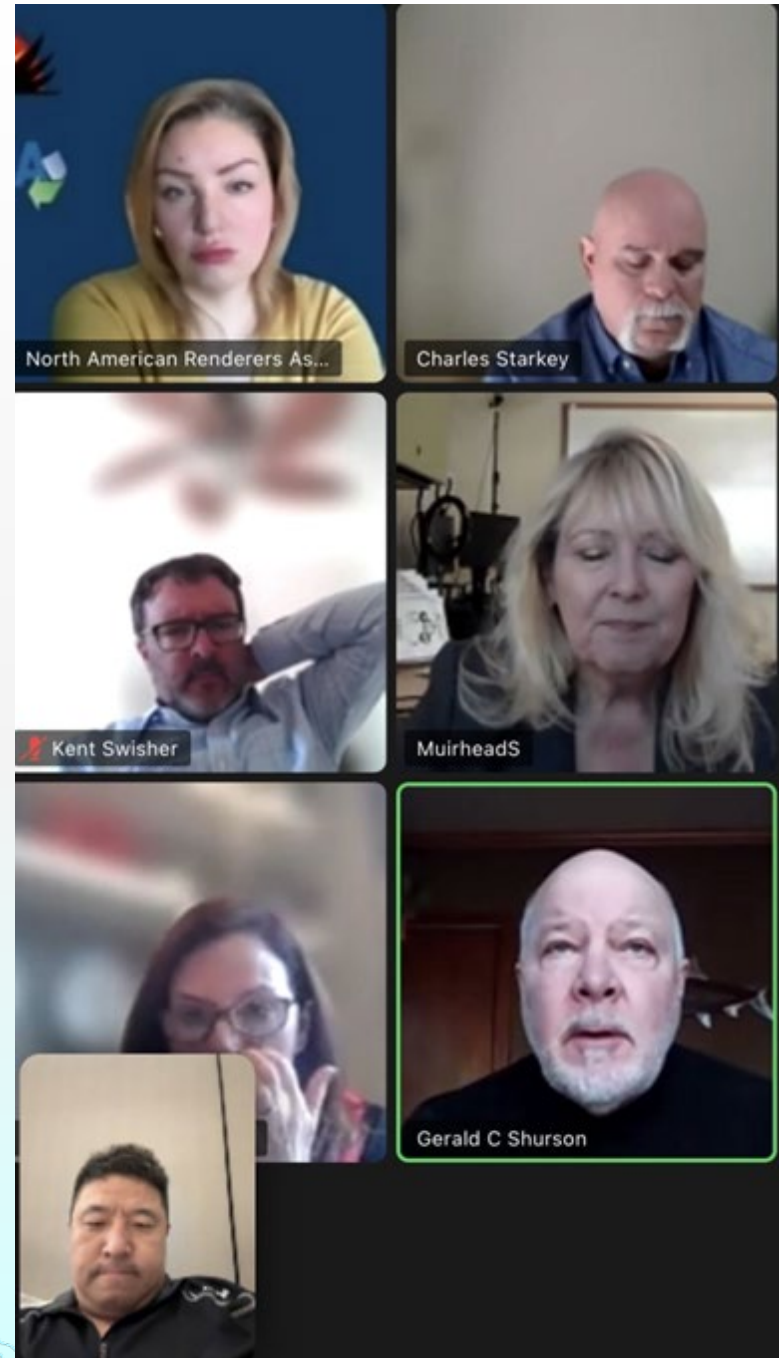 North American Renderers As...
Charles Starkey
Kent Swisher
MuirheadS
Gerald C Shurson